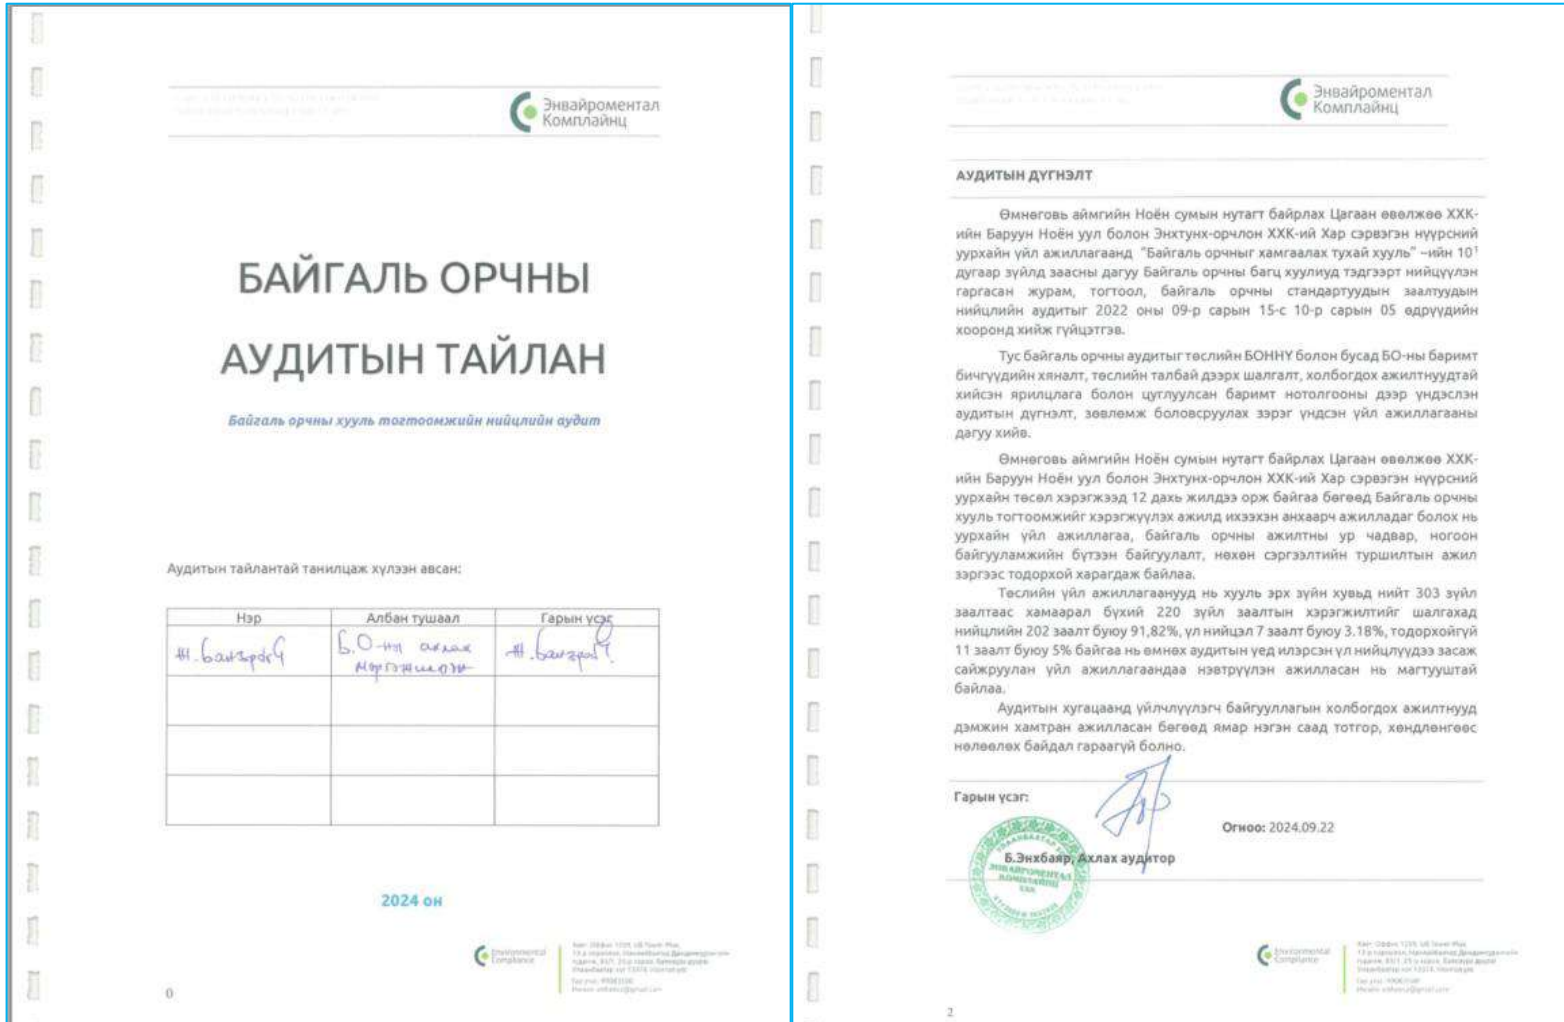 Энвайроментал
Комплайнц
БАЙГАЛЬ ОРЧНЫ
АУДИТЫН ТАЙЛАН
Байгаль орчны хууль тогтоомжийн нийцлийн аудит
Аудитын тайлантай танилцаж хүлээн авсан:
Нэр Албан тушаал Гарын үсэг
Б.О-ны ахлах
мэргэжилтэн
2024 он
Environmental
Compliance
0
Энвайроментал
Комплайнц
АУДИТЫН ДҮГНЭЛТ
Өмнөговь аймгийн Ноён сумын нутагт байрлах Цагаан өвөлжөө ХХК-
ийн Баруун Ноён уул болон Энхтунх-орчлон ХХК-ий Хар сэрвэгэн нүүрсний
уурхайн үйл ажиллагаанд "Байгаль орчныг хамгаалах тухай хууль" –ийн 10¹
дугаар зүйлд заасны дагуу Байгаль орчны багц хуулиуд тэдгээрт нийцүүлэн
гаргасан журам, тогтоол, байгаль орчны стандартуудын заалтуудын
нийцлийн аудитыг 2022 оны 09-р сарын 15-с 10-р сарын 05 өдрүүдийн
хооронд хийж гүйцэтгэв.
Тус байгаль орчны аудитыг төслийн БОННҮ болон бусад БО-ны баримт
бичгүүдийн хяналт, төслийн талбай дээрх шалгалт, холбогдох ажилтнуудтай
хийсэн ярилцлага болон цуглуулсан баримт нотолгооны дээр үндэслэн
аудитын дүгнэлт, зөвлөмж боловсруулах зэрэг үндсэн үйл ажиллагааны
дагуу хийв.
Өмнөговь аймгийн Ноён сумын нутагт байрлах Цагаан өвөлжөө ХХК-
ийн Баруун Ноён уул болон Энхтунх-орчлон ХХК-ий Хар сэрвэгэн нүүрсний
уурхайн төсөл хэрэгжээд 12 дахь жилдээ орж байгаа бөгөөд Байгаль орчны
хууль тогтоомжийг хэрэгжүүлэх ажилд ихээхэн анхаарч ажилладаг болох нь
уурхайн үйл ажиллагаа, байгаль орчны ажилтны ур чадвар, ногоон
байгууламжийн бүтээн байгуулалт, нөхөн сэргээлтийн туршилтын ажил
зэргээс тодорхой харагдаж байлаа.
Төслийн үйл ажиллагаанууд нь хууль эрх зүйн хувьд нийт 303 зүйл
заалтаас хамаарал бүхий 220 зүйл заалтын хэрэгжилтийг шалгахад
нийцлийн 202 заалт буюу 91,82%, үл нийцэл 7 заалт буюу 3.18%, тодорхойгүй
11 заалт буюу 5% байгаа нь өмнөх аудитын үед илэрсэн үл нийцлүүдээ засаж
сайжруулан үйл ажиллагаандаа нэвтрүүлэн ажилласан нь магтууштай
байлаа.
Аудитын хугацаанд үйлчлүүлэгч байгууллагын холбогдох ажилтнууд
дэмжин хамтран ажилласан бөгөөд ямар нэгэн саад тотгор, хөндлөнгөөс
нөлөөлөх байдал гараагүй болно.
Гарын үсэг:
Огноо: 2024.09.22
Б.Энхбаяр, Ахлах аудитор
ЭНВАЙРОМЕНТАЛ
КОМПЛАЙНЦ
ХХК
Environmental
Compliance
2